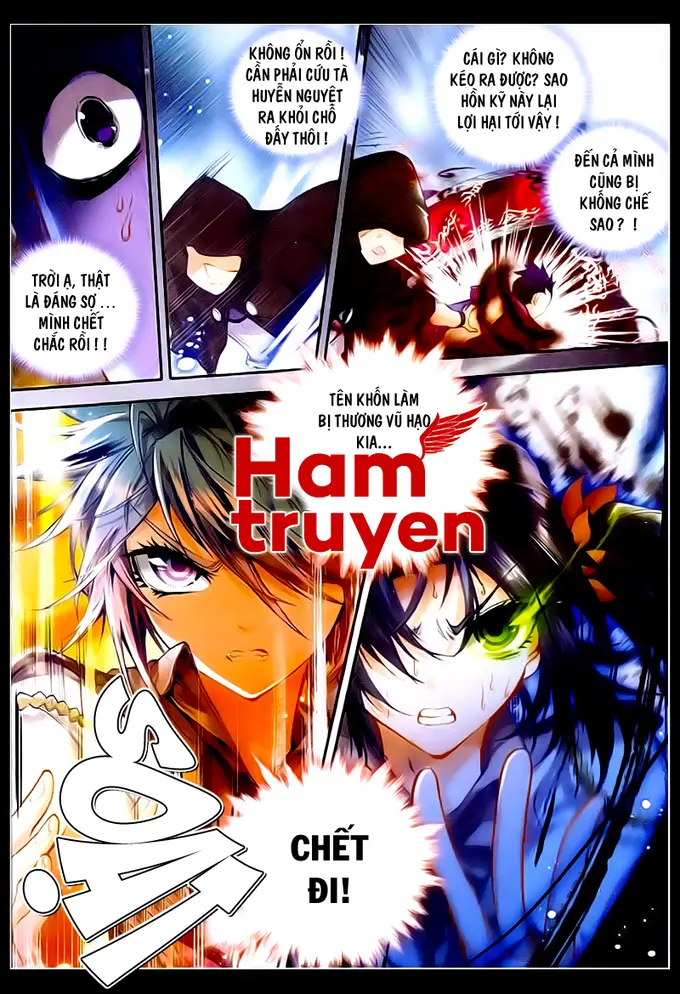 KHÔNG ỔN RỒI!
CẦN PHẢI CỨU TÀ
HUYỄN NGUYỆT
RA KHỎI CHỖ
ĐẤY THÔI!
CÁI GÌ? KHÔNG
KÉO RA ĐƯỢC? SAO
HỒN KỸ NÀY LẠI
LỢI HẠI TỚI VẬY!
ĐẾN CẢ MÌNH
CŨNG BỊ
KHỐNG CHẾ
SAO? !
TRỜI Ạ, THẬT
LÀ ĐÁNG SỢ ...
MÌNH CHẾT
CHẮC RỒI!!
TÊN KHỐN LÀM
BỊ THƯƠNG VŨ HẠO
KIA...
Ham
truyen
SOẠT
CHẾT
ĐI!